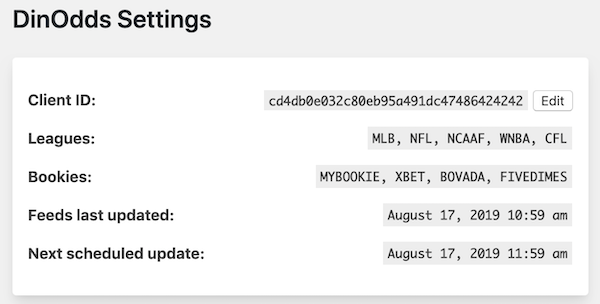 DinOdds Settings
Client ID: cd4db0e032c80eb95a491dc47486424242 Edit
Leagues: MLB, NFL, NCAAF, WNBA, CFL
Bookies: MYBOOKIE, XBET, BOVADA, FIVEDIMES
Feeds last updated: August 17, 2019 10:59 am
Next scheduled update: August 17, 2019 11:59 am